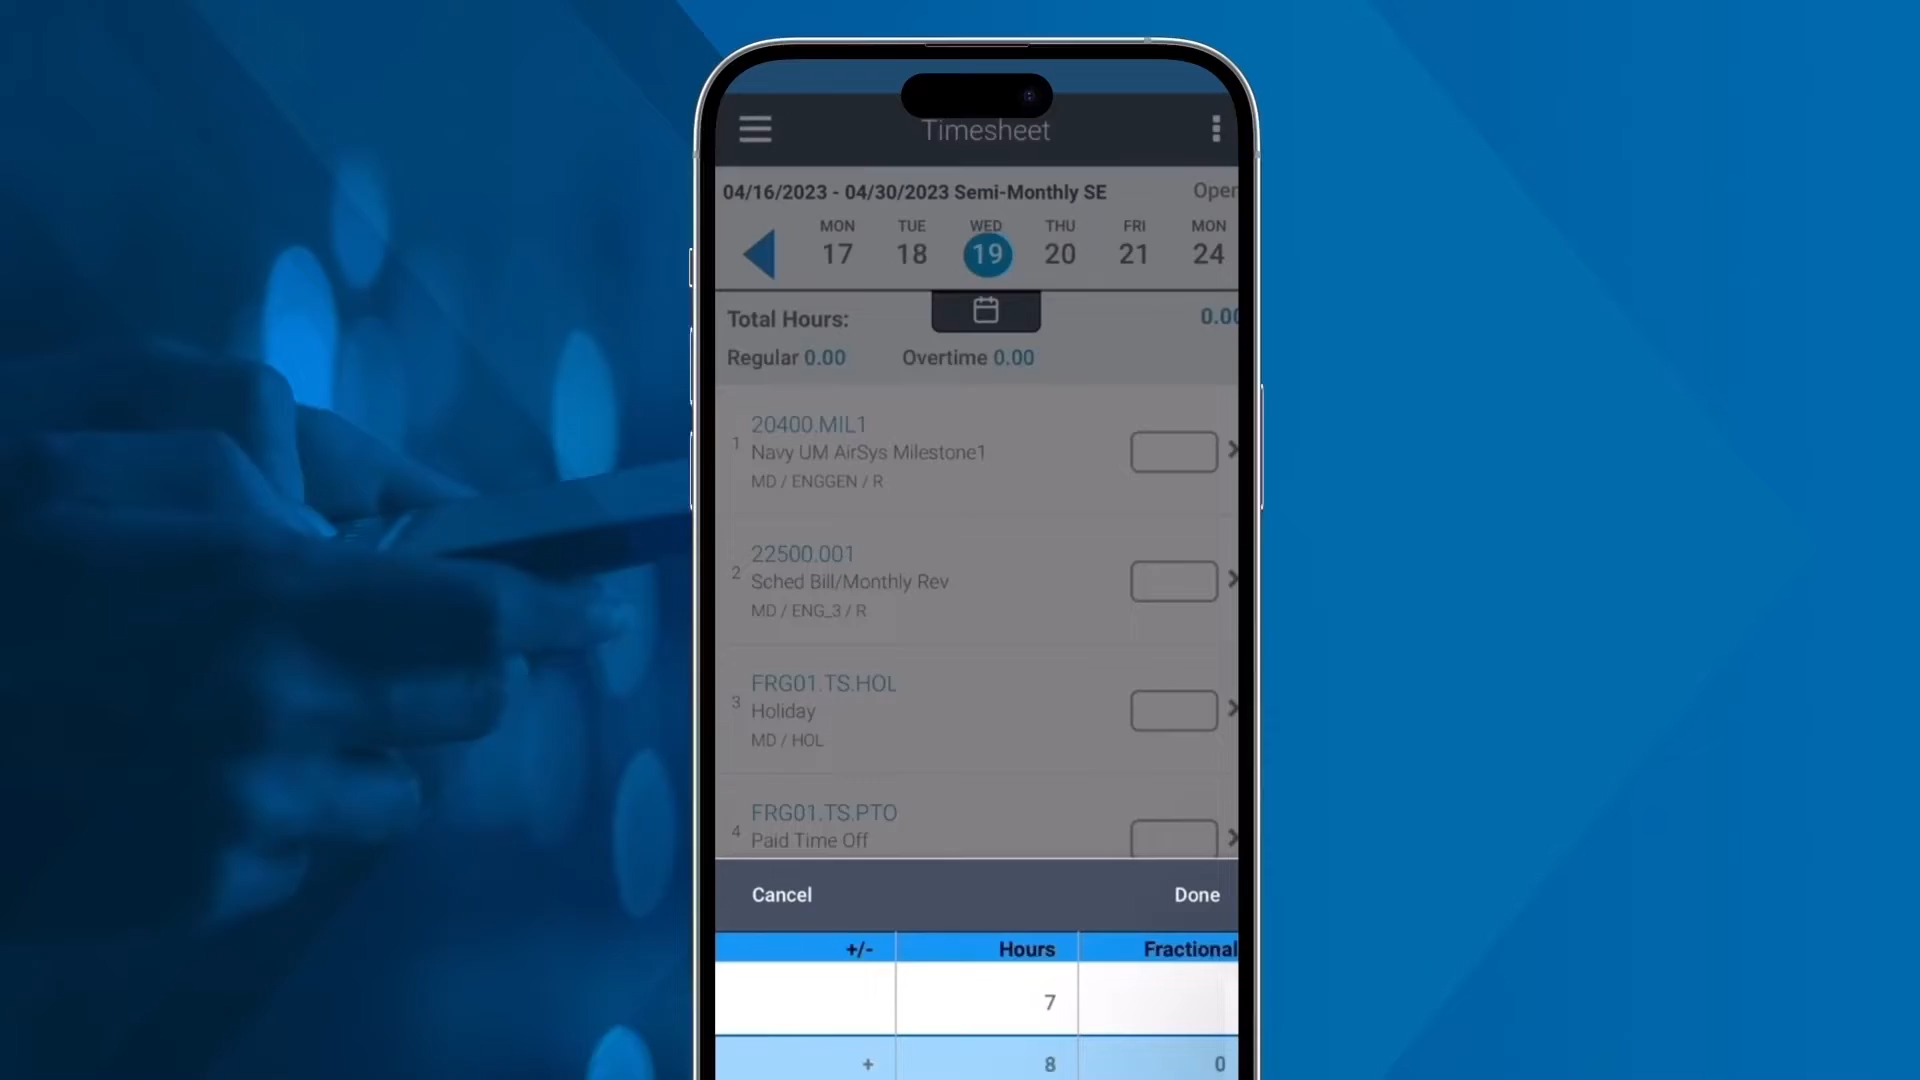 Timesheet
04/16/2023 - 04/30/2023 Semi-Monthly SE Open
MON TUE WED THU FRI MON
17 18 19 20 21 24
Total Hours: 0.00
Regular 0.00 Overtime 0.00
1 20400.MIL1
Navy UM AirSys Milestone1
MD / ENGGEN / R
2 22500.001
Sched Bill/Monthly Rev
MD / ENG_3 / R
3 FRG01.TS.HOL
Holiday
MD / HOL
4 FRG01.TS.PTO
Paid Time Off
Cancel Done
+/- Hours Fractional
7
+ 8 0